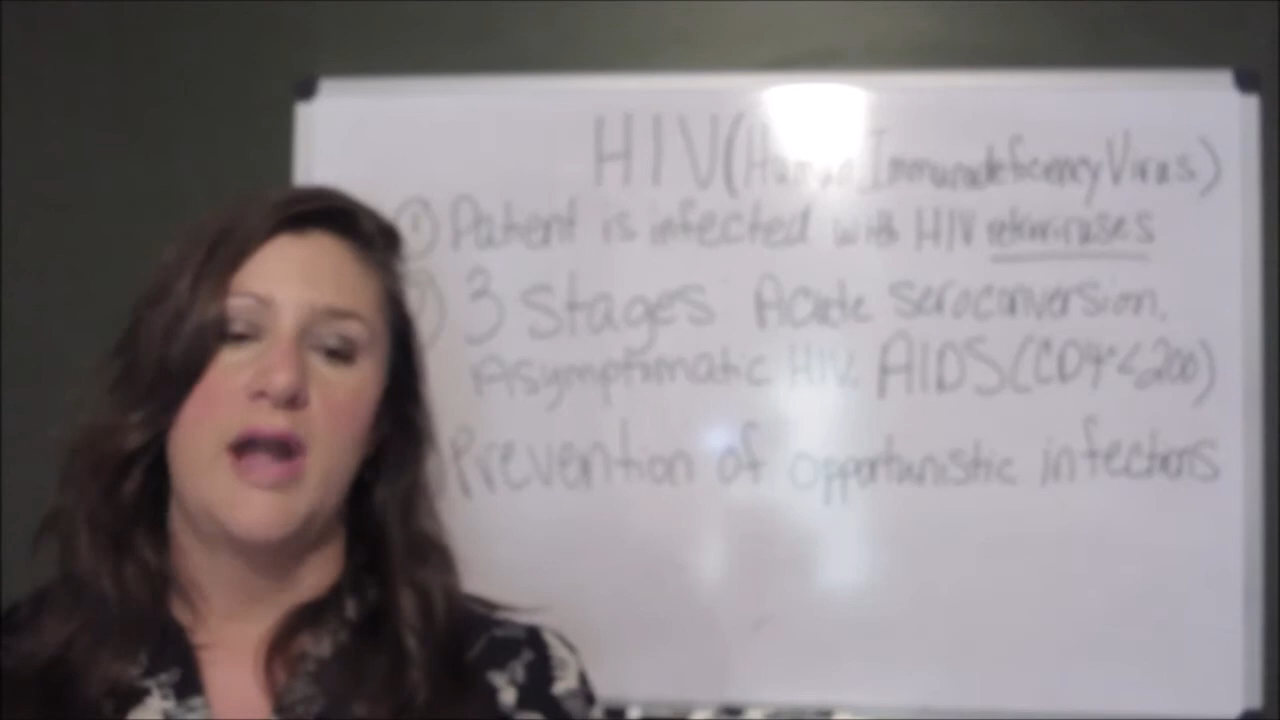 HIV (Human Immunodeficiency Virus)
① Patient is infected with HIV retroviruses
3 Stages Acute seroconversion,
Asymptomatic HIV, AIDS (CD4+<200)
Prevention of opportunistic infections